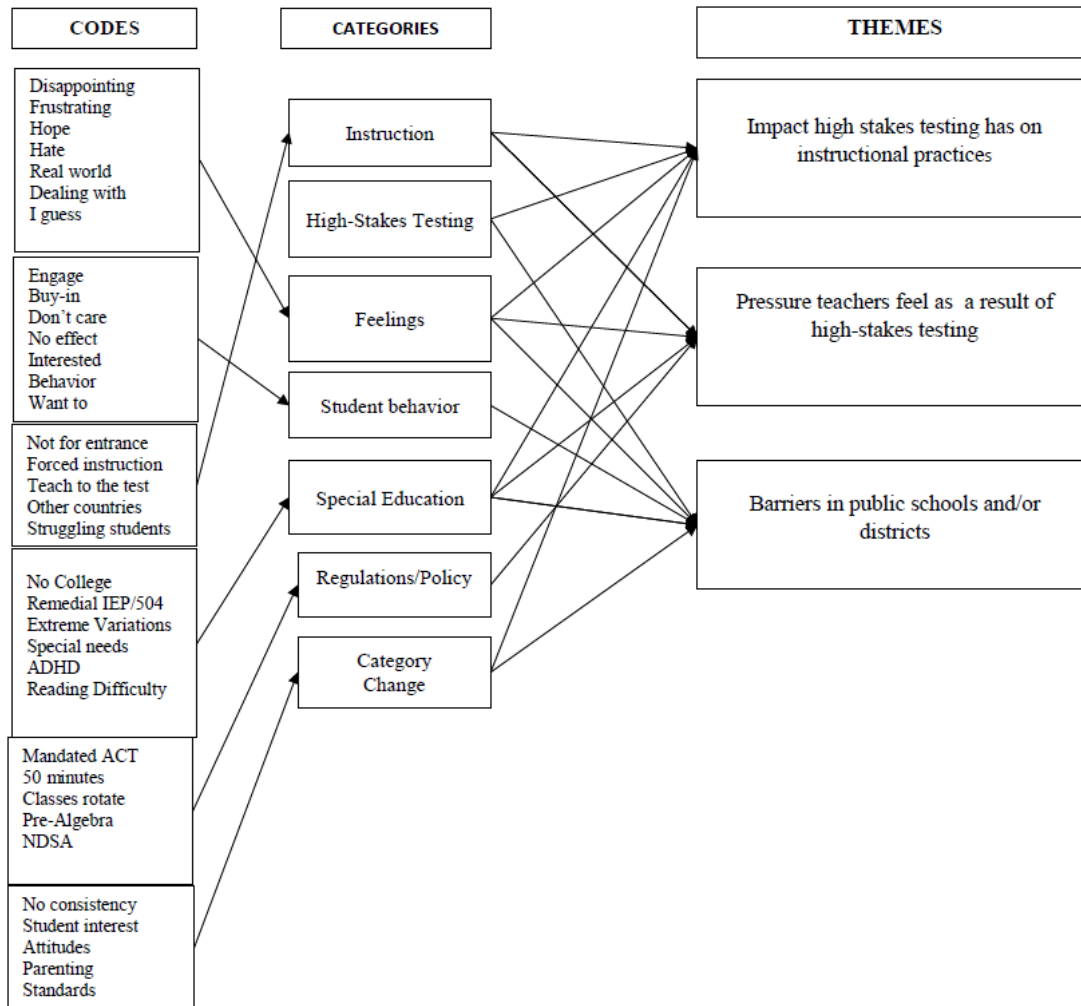 CODES
Disappointing
Frustrating
Hope
Hate
Real world
Dealing with
I guess
Engage
Buy-in
Don’t care
No effect
Interested
Behavior
Want to
Not for entrance
Forced instruction
Teach to the test
Other countries
Struggling students
No College
Remedial IEP/504
Extreme Variations
Special needs
ADHD
Reading Difficulty
Mandated ACT
50 minutes
Classes rotate
Pre-Algebra
NDSA
No consistency
Student interest
Attitudes
Parenting
Standards
CATEGORIES
Instruction
High-Stakes Testing
Feelings
Student behavior
Special Education
Regulations/Policy
Category
Change
THEMES
Impact high stakes testing has on
instructional practices
Pressure teachers feel as a result of
high-stakes testing
Barriers in public schools and/or
districts